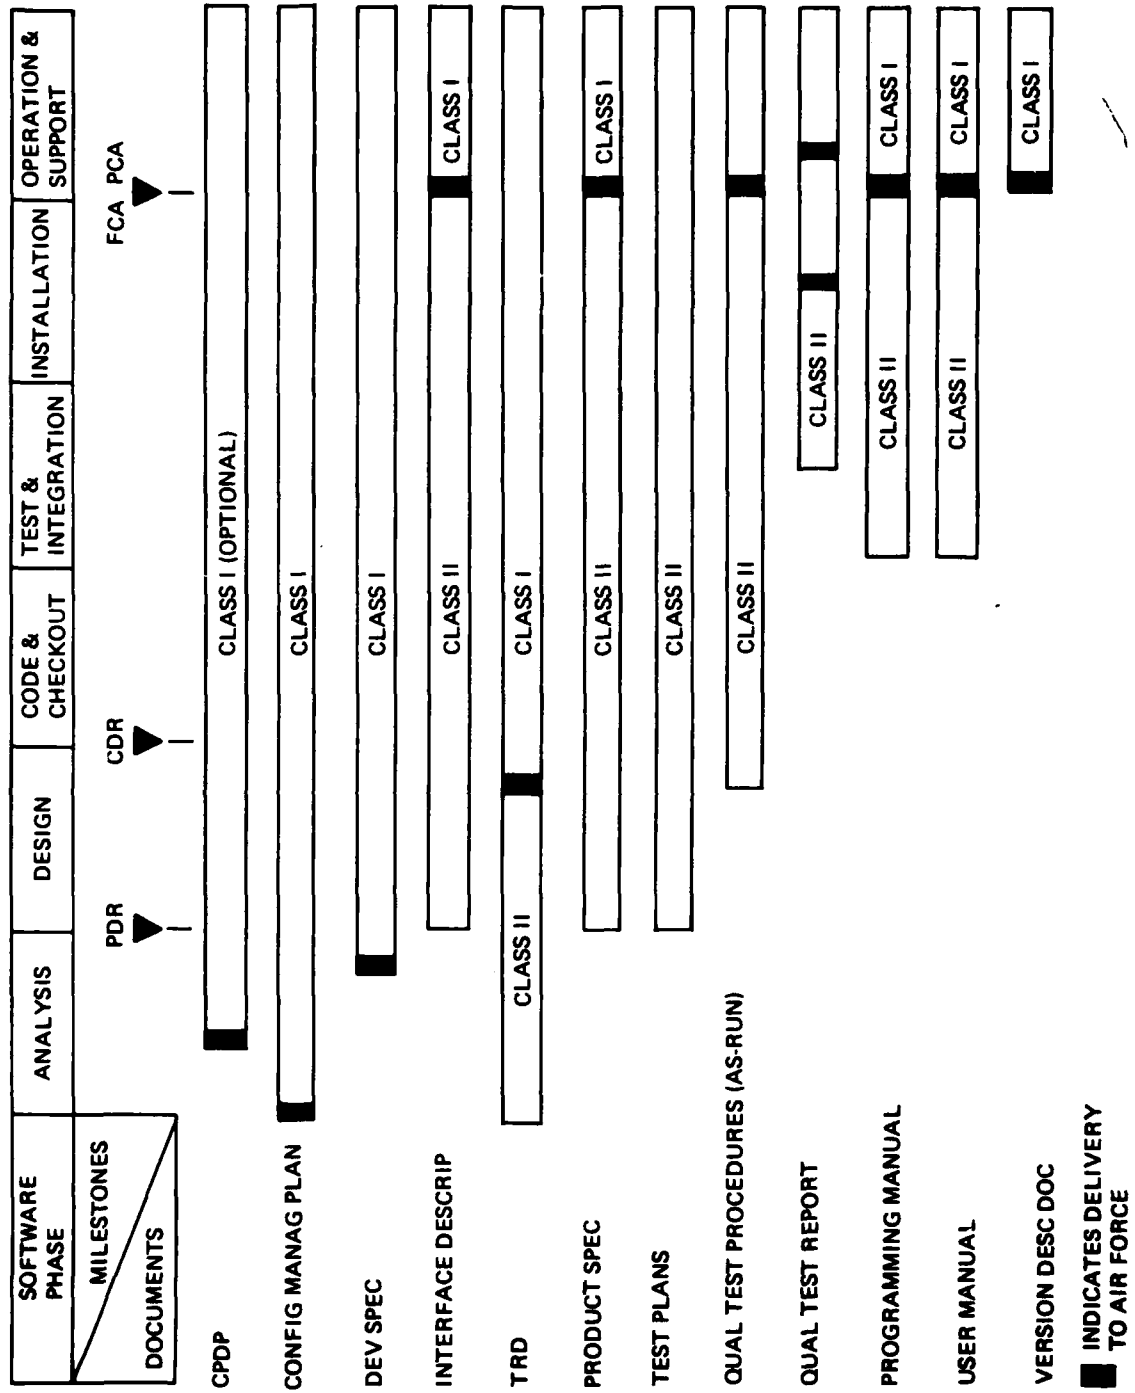 SOFTWARE
PHASE
ANALYSIS
DESIGN
CODE &
CHECKOUT
TEST &
INTEGRATION
INSTALLATION
OPERATION &
SUPPORT
MILESTONES
DOCUMENTS
PDR
CDR
FCA PCA
CPDP
CLASS I (OPTIONAL)
CONFIG MANAG PLAN
CLASS I
DEV SPEC
CLASS I
INTERFACE DESCRIP
CLASS II
CLASS I
TRD
CLASS II
CLASS I
PRODUCT SPEC
CLASS II
CLASS I
TEST PLANS
CLASS II
QUAL TEST PROCEDURES (AS-RUN)
CLASS II
QUAL TEST REPORT
CLASS II
PROGRAMMING MANUAL
CLASS II
CLASS I
USER MANUAL
CLASS II
CLASS I
VERSION DESC DOC
CLASS I
INDICATES DELIVERY
TO AIR FORCE